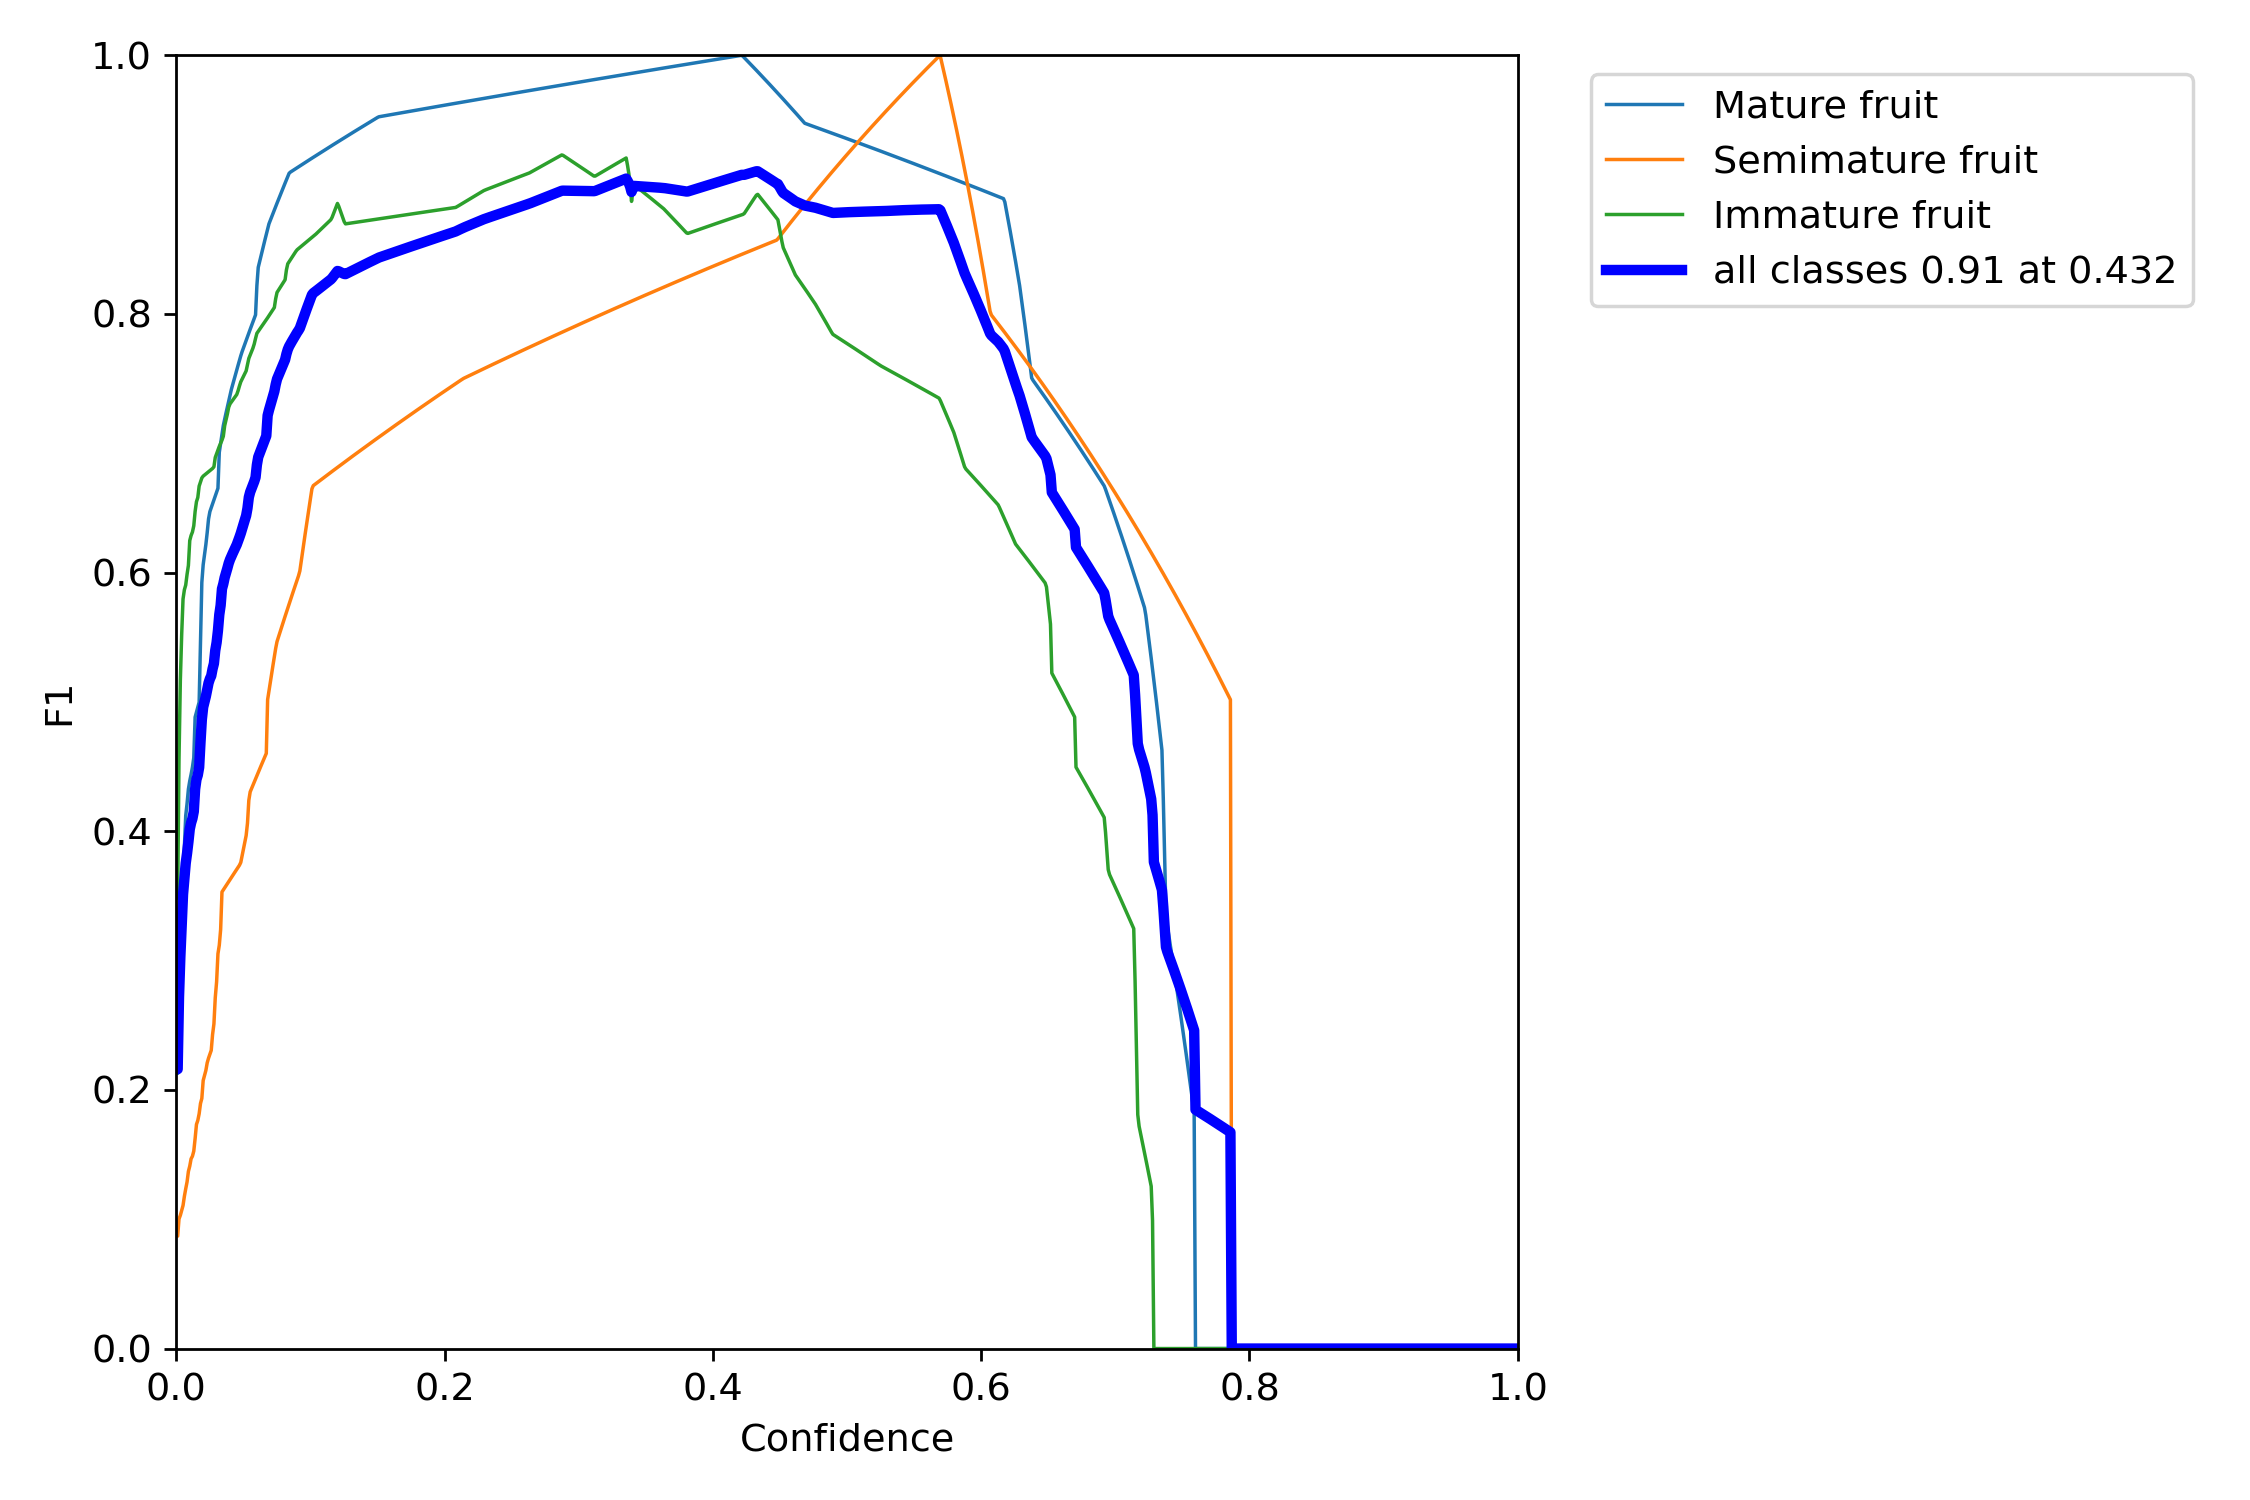 1.0
0.8
0.6
0.4
0.2
0.0
F1
0.0 0.2 0.4 0.6 0.8 1.0
Confidence
Mature fruit
Semimature fruit
Immature fruit
all classes 0.91 at 0.432